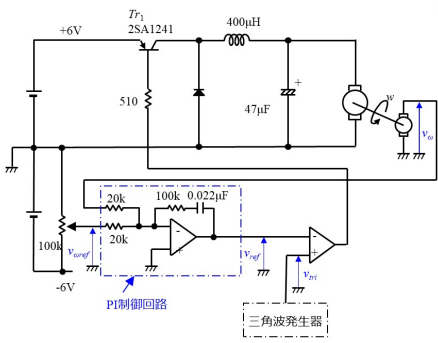 Tr1
2SA1241
400μH
+6V
510
47μF
+
w
vω
20k
100k
0.022μF
20k
100k
vωref
-
+
vref
-
+
vtri
-6V
PI制御回路
三角波発生器